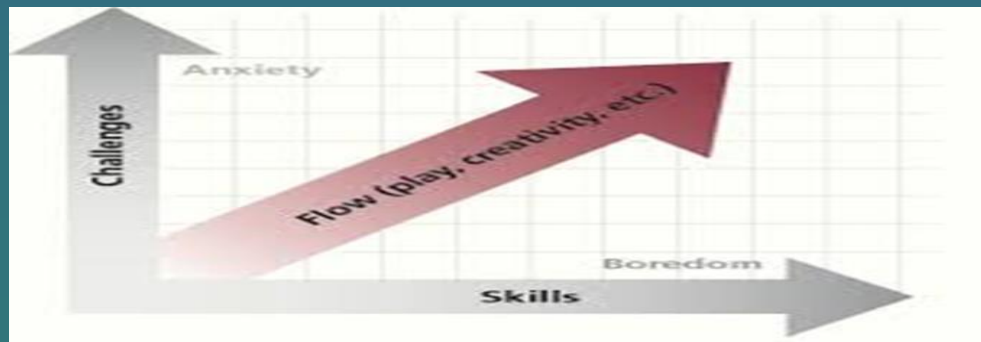 Anxiety
Challenges
Flow (play, creativity, etc.)
Boredom
Skills